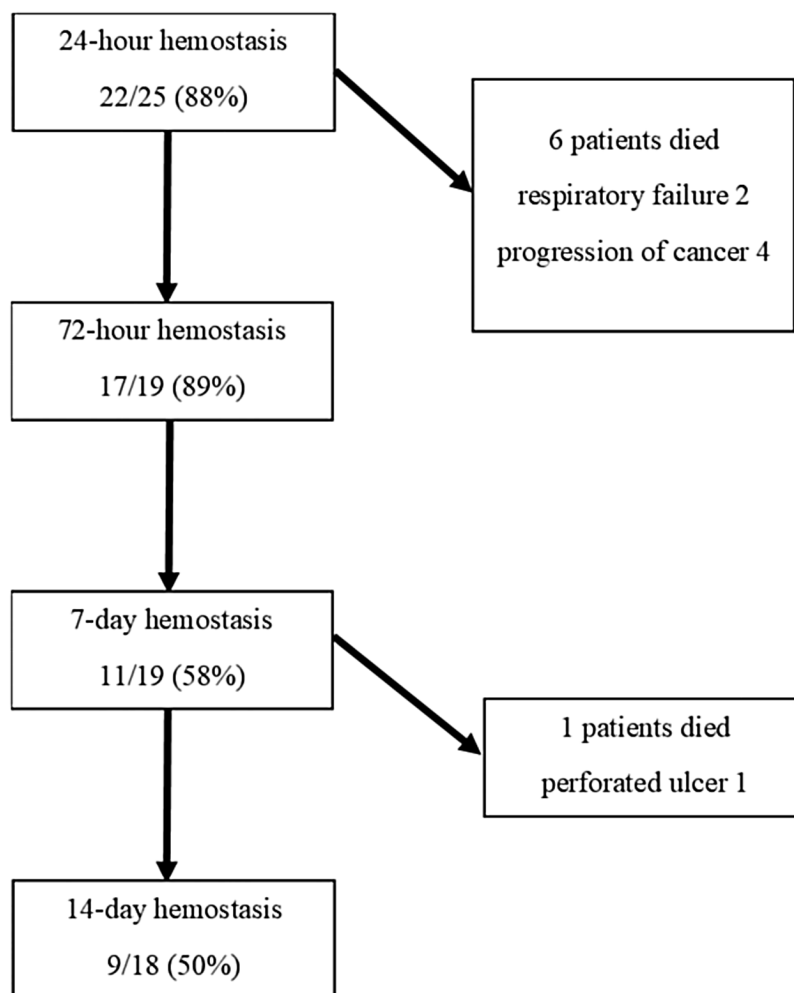 24-hour hemostasis
22/25 (88%)
6 patients died
respiratory failure 2
progression of cancer 4
72-hour hemostasis
17/19 (89%)
7-day hemostasis
11/19 (58%)
1 patients died
perforated ulcer 1
14-day hemostasis
9/18 (50%)